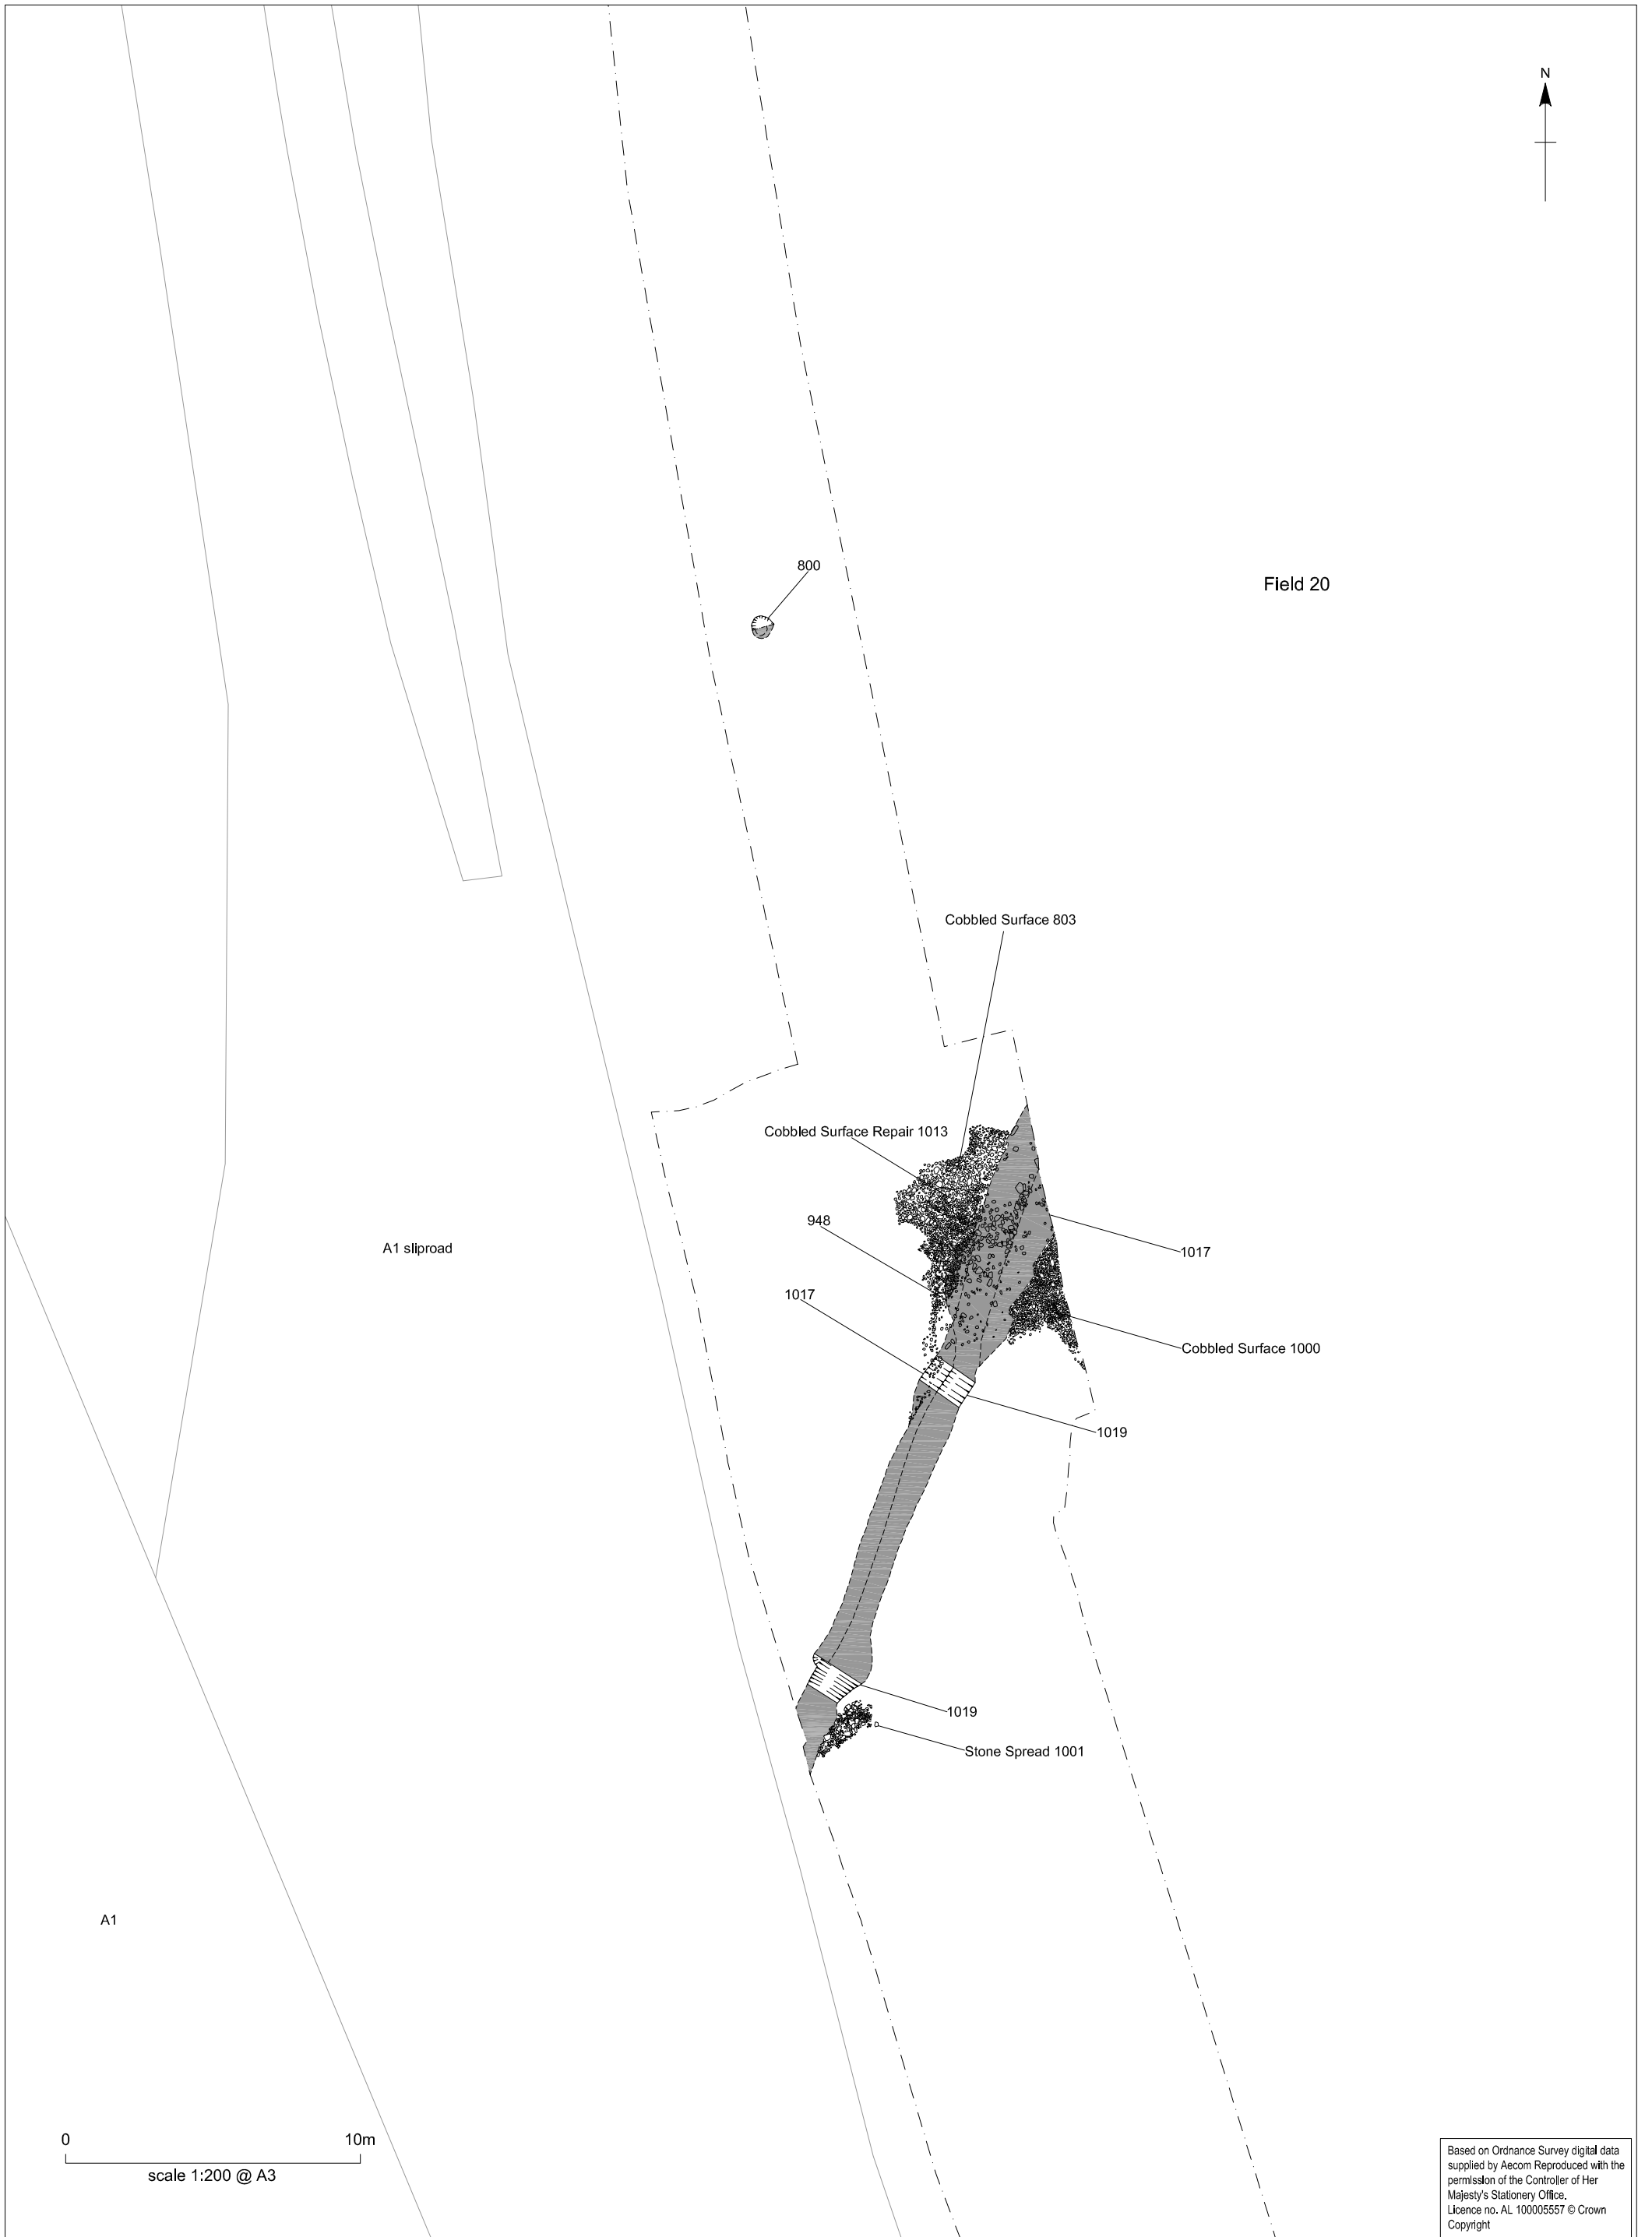 N
800
Field 20
Cobbled Surface 803
Cobbled Surface Repair 1013
948
A1 sliproad
1017
1017
Cobbled Surface 1000
1019
1019
Stone Spread 1001
A1
0 10m
scale 1:200 @ A3
Based on Ordnance Survey digital data
supplied by Aecom Reproduced with the
permission of the Controller of Her
Majesty's Stationery Office.
Licence no. AL 100005557 © Crown
Copyright